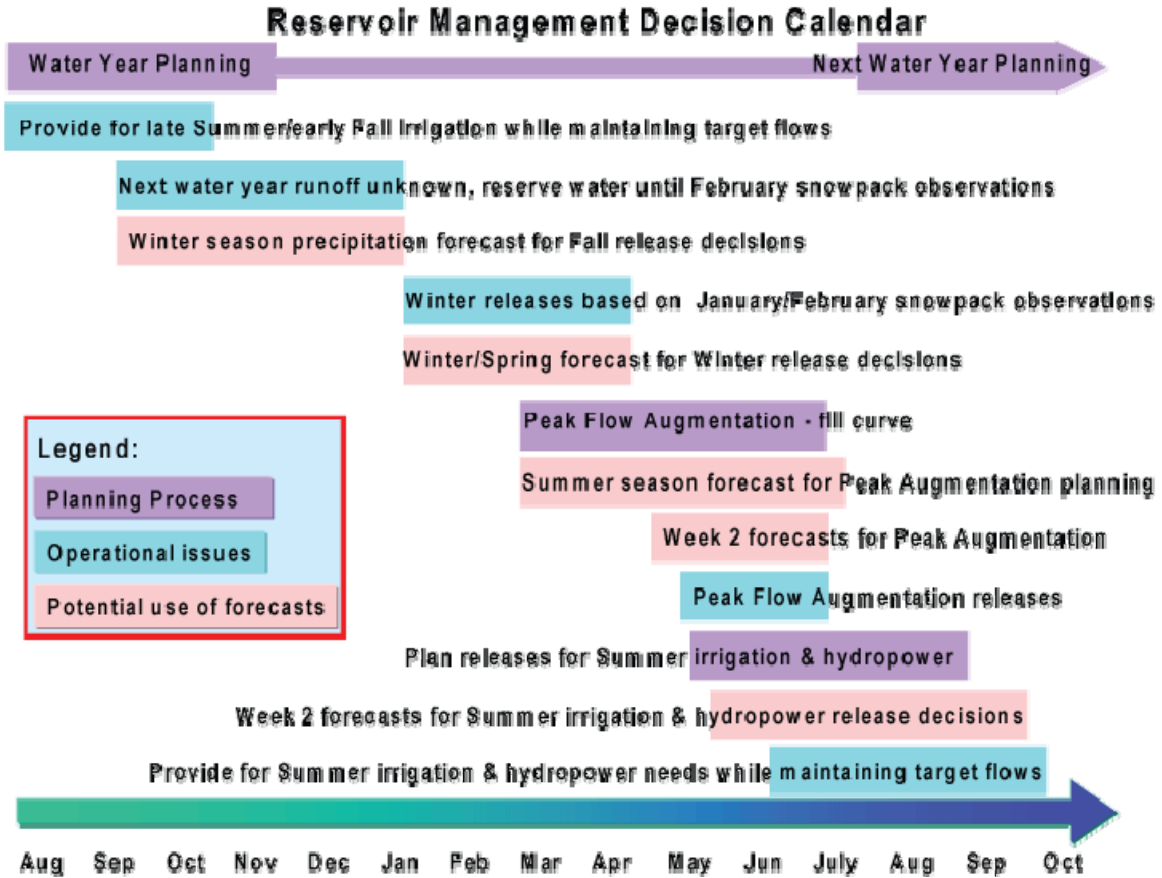 Reservoir Management Decision Calendar
Water Year Planning
Next Water Year Planning
Provide for late Summer/early Fall irrigation while maintaining target flows
Next water year runoff unknown, reserve water until February snowpack observations
Winter season precipitation forecast for Fall release decisions
Winter releases based on January/February snowpack observations
Winter/Spring forecast for Winter release decisions
Peak Flow Augmentation - fill curve
Summer season forecast for Peak Augmentation planning
Week 2 forecasts for Peak Augmentation
Peak Flow Augmentation releases
Plan releases for Summer irrigation & hydropower
Week 2 forecasts for Summer irrigation & hydropower release decisions
Provide for Summer irrigation & hydropower needs while maintaining target flows
Legend:
Planning Process
Operational issues
Potential use of forecasts
Aug Sep Oct Nov Dec Jan Feb Mar Apr May Jun July Aug Sep Oct